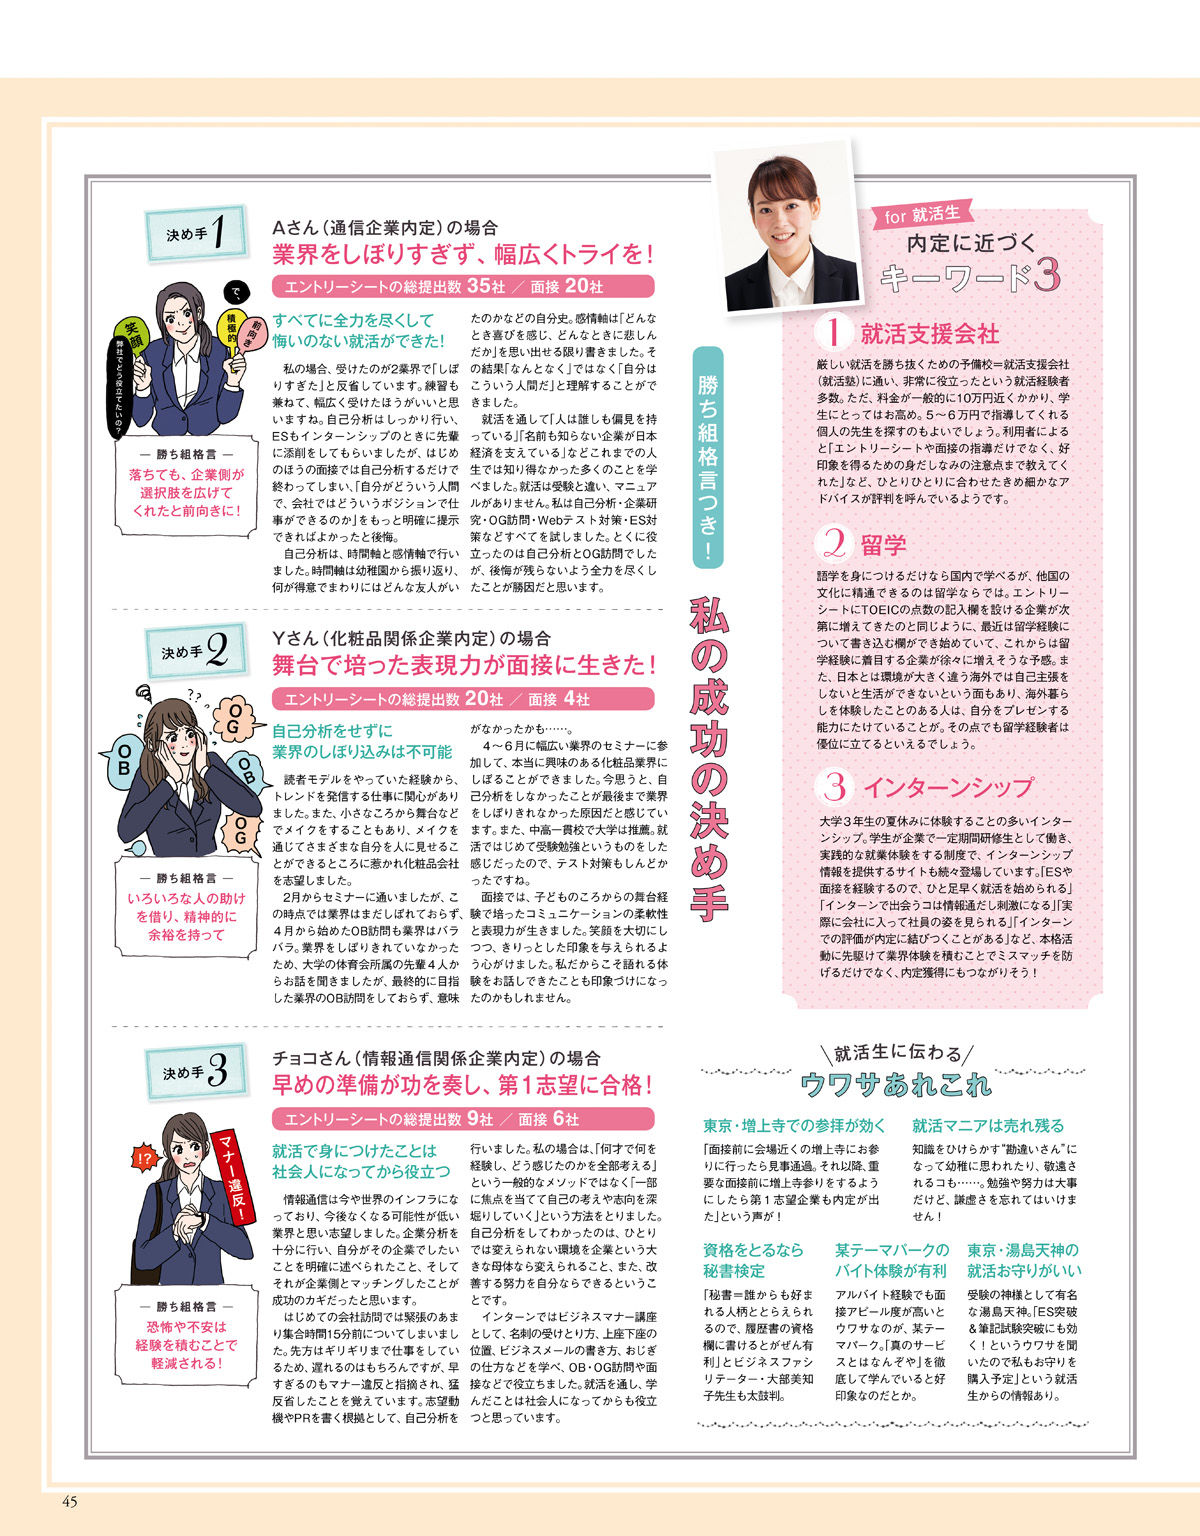 勝ち組格言つき！
私の成功の決め手
決め手 1
Aさん（通信企業内定）の場合
業界をしぼりすぎず、幅広くトライを！
エントリーシートの総提出数 35社 ／ 面接 20社
で、
笑顔
積極的
前向き
弊社でどう役立てたいの？
― 勝ち組格言 ―
落ちても、企業側が
選択肢を広げて
くれたと前向きに！
すべてに全力を尽くして
悔いのない就活ができた！
私の場合、受けたのが2業界で「しぼ
りすぎた」と反省しています。練習も
兼ねて、幅広く受けたほうがいいと思
いますね。自己分析はしっかり行い、
ESもインターンシップのときに先輩
に添削をしてもらいましたが、はじめ
のほうの面接では自己分析するだけで
終わってしまい、「自分がどういう人間
で、会社ではどういうポジションで仕
事ができるのか」をもっと明確に提示
できればよかったと後悔。
自己分析は、時間軸と感情軸で行い
ました。時間軸は幼稚園から振り返り、
何が得意でまわりにはどんな友人がい
たのかなどの自分史。感情軸は「どんな
とき喜びを感じ、どんなときに悲しん
だか」を思い出せる限り書きました。そ
の結果「なんとなく」ではなく「自分は
こういう人間だ」と理解することがで
きました。
就活を通して「人は誰しも偏見を持
っている」「名前も知らない企業が日本
経済を支えている」などこれまでの人
生では知り得なかった多くのことを学
べました。就活は受験と違い、マニュア
ルがありません。私は自己分析・企業研
究・OG訪問・Webテスト対策・ES対
策などすべてを試しました。とくに役
立ったのは自己分析とOG訪問でした
が、後悔が残らないよう全力を尽くし
たことが勝因だと思います。
決め手 2
Yさん（化粧品関係企業内定）の場合
舞台で培った表現力が面接に生きた！
エントリーシートの総提出数 20社 ／ 面接 4社
??
OG
OB
OB
OG
― 勝ち組格言 ―
いろいろな人の助け
を借り、精神的に
余裕を持って
自己分析をせずに
業界のしぼり込みは不可能
読者モデルをやっていた経験から、
トレンドを発信する仕事に関心があり
ました。また、小さなころから舞台など
でメイクをすることもあり、メイクを
通じてさまざまな自分を人に見せるこ
とができるところに惹かれ化粧品会社
を志望しました。
2月からセミナーに通いましたが、こ
の時点では業界はまだしぼれておらず、
4月から始めたOB訪問も業界はバラ
バラ。業界をしぼりきれていなかった
ため、大学の体育会所属の先輩４人か
らお話を聞きましたが、最終的に目指
した業界のOB訪問をしておらず、意味
がなかったかも……。
4～6月に幅広い業界のセミナーに参
加して、本当に興味のある化粧品業界に
しぼることができました。今思うと、自
己分析をしなかったことが最後まで業界
をしぼりきれなかった原因だと感じてい
ます。また、中高一貫校で大学は推薦。就
活ではじめて受験勉強というものをした
感じだったので、テスト対策もしんどか
ったですね。
面接では、子どものころからの舞台経
験で培ったコミュニケーションの柔軟性
と表現力が生きました。笑顔を大切にし
つつ、きりっとした印象を与えられるよ
う心がけました。私だからこそ語れる体
験をお話しできたことも印象づけになっ
たのかもしれません。
決め手 3
チョコさん（情報通信関係企業内定）の場合
早めの準備が功を奏し、第1志望に合格！
エントリーシートの総提出数 9社 ／ 面接 6社
!?
マナー違反！
― 勝ち組格言 ―
恐怖や不安は
経験を積むことで
軽減される！
就活で身につけたことは
社会人になってから役立つ
情報通信は今や世界のインフラにな
っており、今後なくなる可能性が低い
業界と思い志望しました。企業分析を
十分に行い、自分がその企業でしたい
ことを明確に述べられたこと、そして
それが企業側とマッチングしたことが
成功のカギだったと思います。
はじめての会社訪問では緊張のあま
り集合時間15分前についてしまいまし
た。先方はギリギリまで仕事をしてい
るため、遅れるのはもちろんですが、早
すぎるのもマナー違反と指摘され、猛
反省したことを覚えています。志望動
機やPRを書く根拠として、自己分析を
行いました。私の場合は、「何才で何を
経験し、どう感じたのかを全部考える」
という一般的なメソッドではなく「一部
に焦点を当てて自己の考えや志向を深
堀りしていく」という方法をとりました。
自己分析をしてわかったのは、ひとり
では変えられない環境を企業という大
きな母体なら変えられること、また、改
善する努力を自分ならできるというこ
とです。
インターンではビジネスマナー講座
として、名刺の受けとり方、上座下座の
位置、ビジネスメールの書き方、おじぎ
の仕方などを学べ、OB・OG訪問や面
接などで役立ちました。就活を通し、学
んだことは社会人になってからも役立
つと思っています。
for 就活生
内定に近づく
キーワード3
1 就活支援会社
厳しい就活を勝ち抜くための予備校＝就活支援会社
（就活塾）に通い、非常に役立ったという就活経験者
多数。ただ、料金が一般的に10万円近くかかり、学
生にとってはお高め。５～６万円で指導してくれる
個人の先生を探すのもよいでしょう。利用者による
と「エントリーシートや面接の指導だけでなく、好
印象を得るための身だしなみの注意点まで教えてく
れた」など、ひとりひとりに合わせたきめ細かなア
ドバイスが評判を呼んでいるようです。
2 留学
語学を身につけるだけなら国内で学べるが、他国の
文化に精通できるのは留学ならでは。エントリー
シートにTOEICの点数の記入欄を設ける企業が次
第に増えてきたのと同じように、最近は留学経験に
ついて書き込む欄ができ始めていて、これからは留
学経験に着目する企業が徐々に増えそうな予感。ま
た、日本とは環境が大きく違う海外では自己主張を
しないと生活ができないという面もあり、海外暮ら
しを体験したことのある人は、自分をプレゼンする
能力にたけていることが。その点でも留学経験者は
優位に立てるといえるでしょう。
3 インターンシップ
大学３年生の夏休みに体験することの多いインター
ンシップ。学生が企業で一定期間研修生として働き、
実践的な就業体験をする制度で、インターンシップ
情報を提供するサイトも続々登場しています。「ESや
面接を経験するので、ひと足早く就活を始められる」
「インターンで出会うコは情報通だし刺激になる」「実
際に会社に入って社員の姿を見られる」「インターン
での評価が内定に結びつくことがある」など、本格活
動に先駆けて業界体験を積むことでミスマッチを防
げるだけでなく、内定獲得にもつながりそう！
就活生に伝わる
ウワサあれこれ
東京・増上寺での参拝が効く
「面接前に会場近くの増上寺にお参
りに行ったら見事通過。それ以降、重
要な面接前に増上寺参りをするよう
にしたら第１志望企業も内定が出
た」という声が！
就活マニアは売れ残る
知識をひけらかす“勘違いさん”に
なって幼稚に思われたり、敬遠さ
れるコも……。勉強や努力は大事
だけど、謙虚さを忘れてはいけま
せん！
資格をとるなら
秘書検定
「秘書＝誰からも好ま
れる人柄ととらえられ
るので、履歴書の資格
欄に書けるとがぜん有
利」とビジネスファシ
リテーター・大部美知
子先生も太鼓判。
某テーマパークの
バイト体験が有利
アルバイト経験でも面
接アピール度が高いと
ウワサなのが、某テー
マパーク。「真のサービ
スとはなんぞや」を徹
底して学んでいると好
印象なのだとか。
東京・湯島天神の
就活お守りがいい
受験の神様として有名
な湯島天神。「ES突破
＆筆記試験突破にも効
く！というウワサを聞
いたので私もお守りを
購入予定」という就活
生からの情報あり。
45